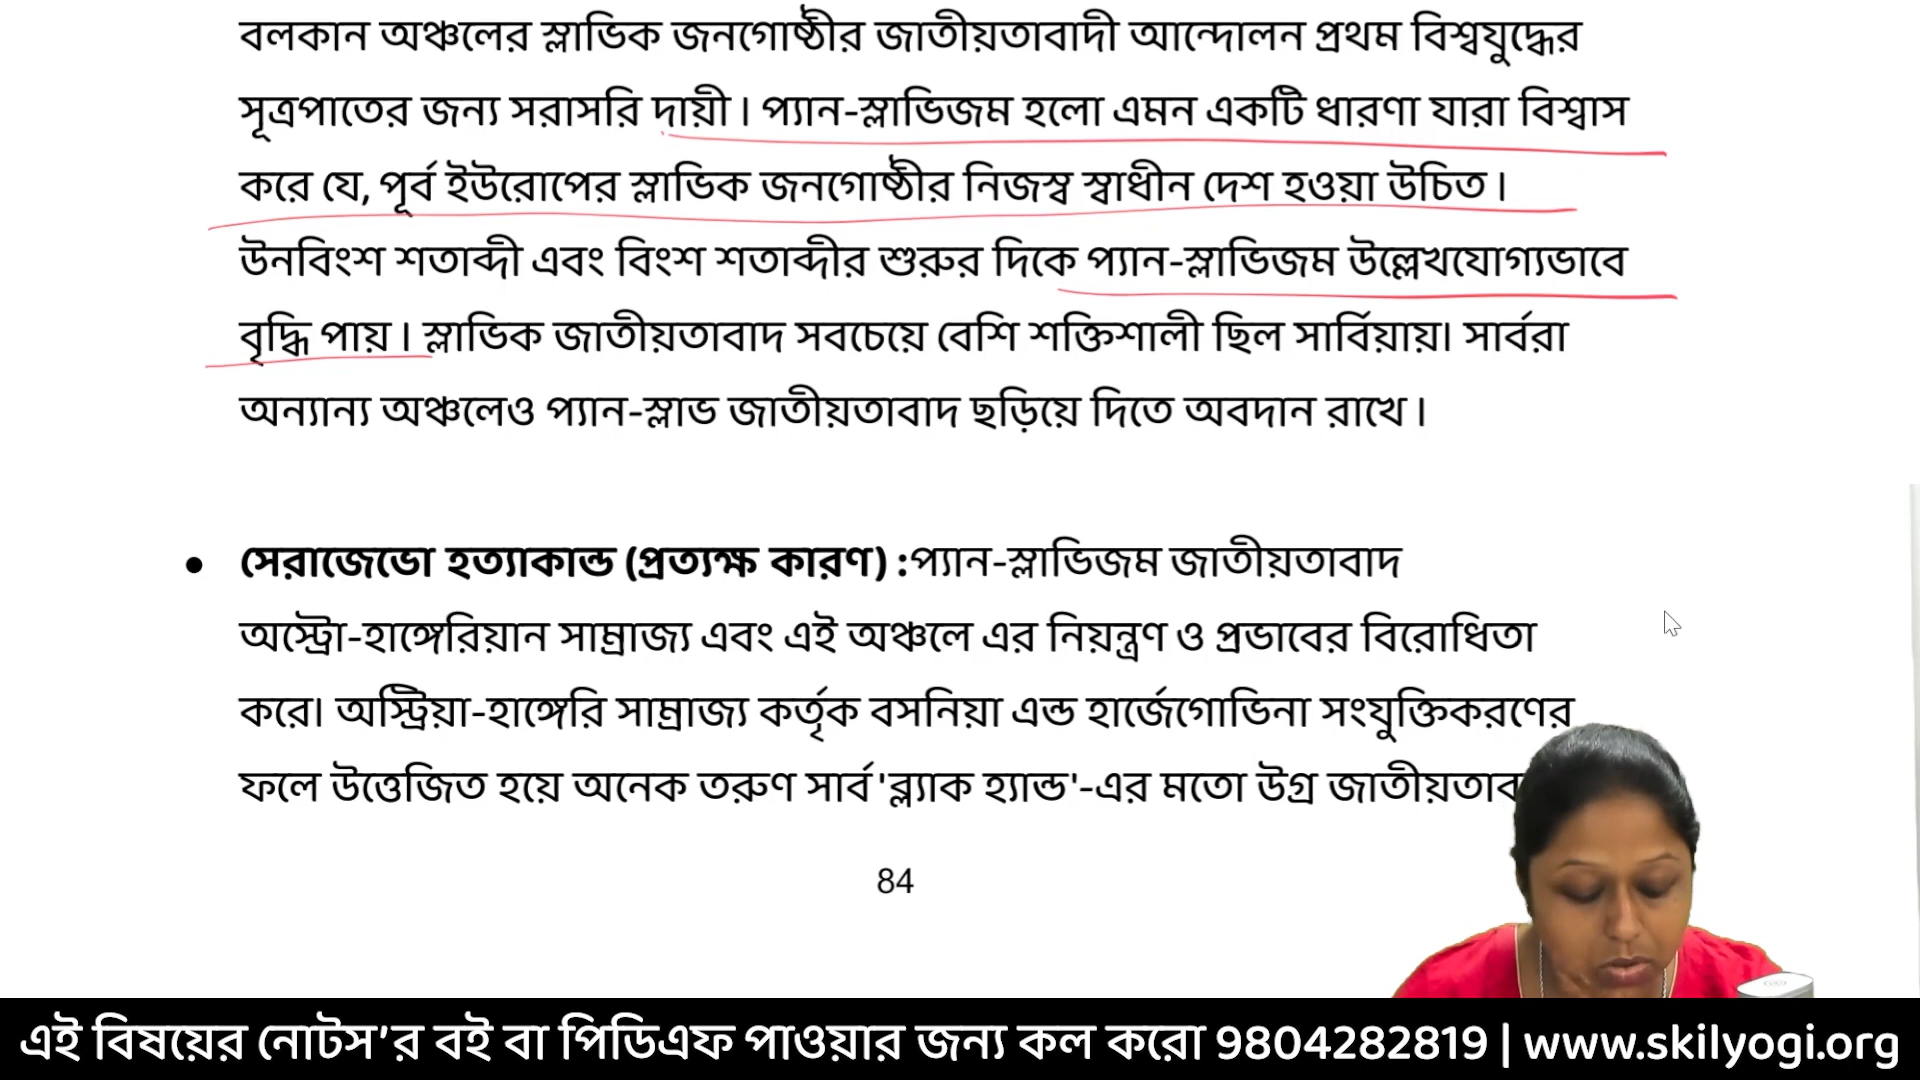 বলকান অঞ্চলের স্লাভিক জনগোষ্ঠীর জাতীয়তাবাদী আন্দোলন প্রথম বিশ্বযুদ্ধের
সূত্রপাতের জন্য সরাসরি দায়ী। প্যান-স্লাভিজম হলো এমন একটি ধারণা যারা বিশ্বাস
করে যে, পূর্ব ইউরোপের স্লাভিক জনগোষ্ঠীর নিজস্ব স্বাধীন দেশ হওয়া উচিত।
উনবিংশ শতাব্দী এবং বিংশ শতাব্দীর শুরুর দিকে প্যান-স্লাভিজম উল্লেখযোগ্যভাবে
বৃদ্ধি পায়। স্লাভিক জাতীয়তাবাদ সবচেয়ে বেশি শক্তিশালী ছিল সার্বিয়ায়। সার্বরা
অন্যান্য অঞ্চলেও প্যান-স্লাভ জাতীয়তাবাদ ছড়িয়ে দিতে অবদান রাখে।
● সেরাজেভো হত্যাকান্ড (প্রত্যক্ষ কারণ) :প্যান-স্লাভিজম জাতীয়তাবাদ
অস্ট্রো-হাঙ্গেরিয়ান সাম্রাজ্য এবং এই অঞ্চলে এর নিয়ন্ত্রণ ও প্রভাবের বিরোধিতা
করে। অস্ট্রিয়া-হাঙ্গেরি সাম্রাজ্য কর্তৃক বসনিয়া এন্ড হার্জেগোভিনা সংযুক্তিকরণের
ফলে উত্তেজিত হয়ে অনেক তরুণ সার্ব 'ব্ল্যাক হ্যান্ড'-এর মতো উগ্র
84
এই বিষয়ের নোটস’র বই বা পিডিএফ পাওয়ার জন্য কল করো 9804282819 | www.skilyogi.org